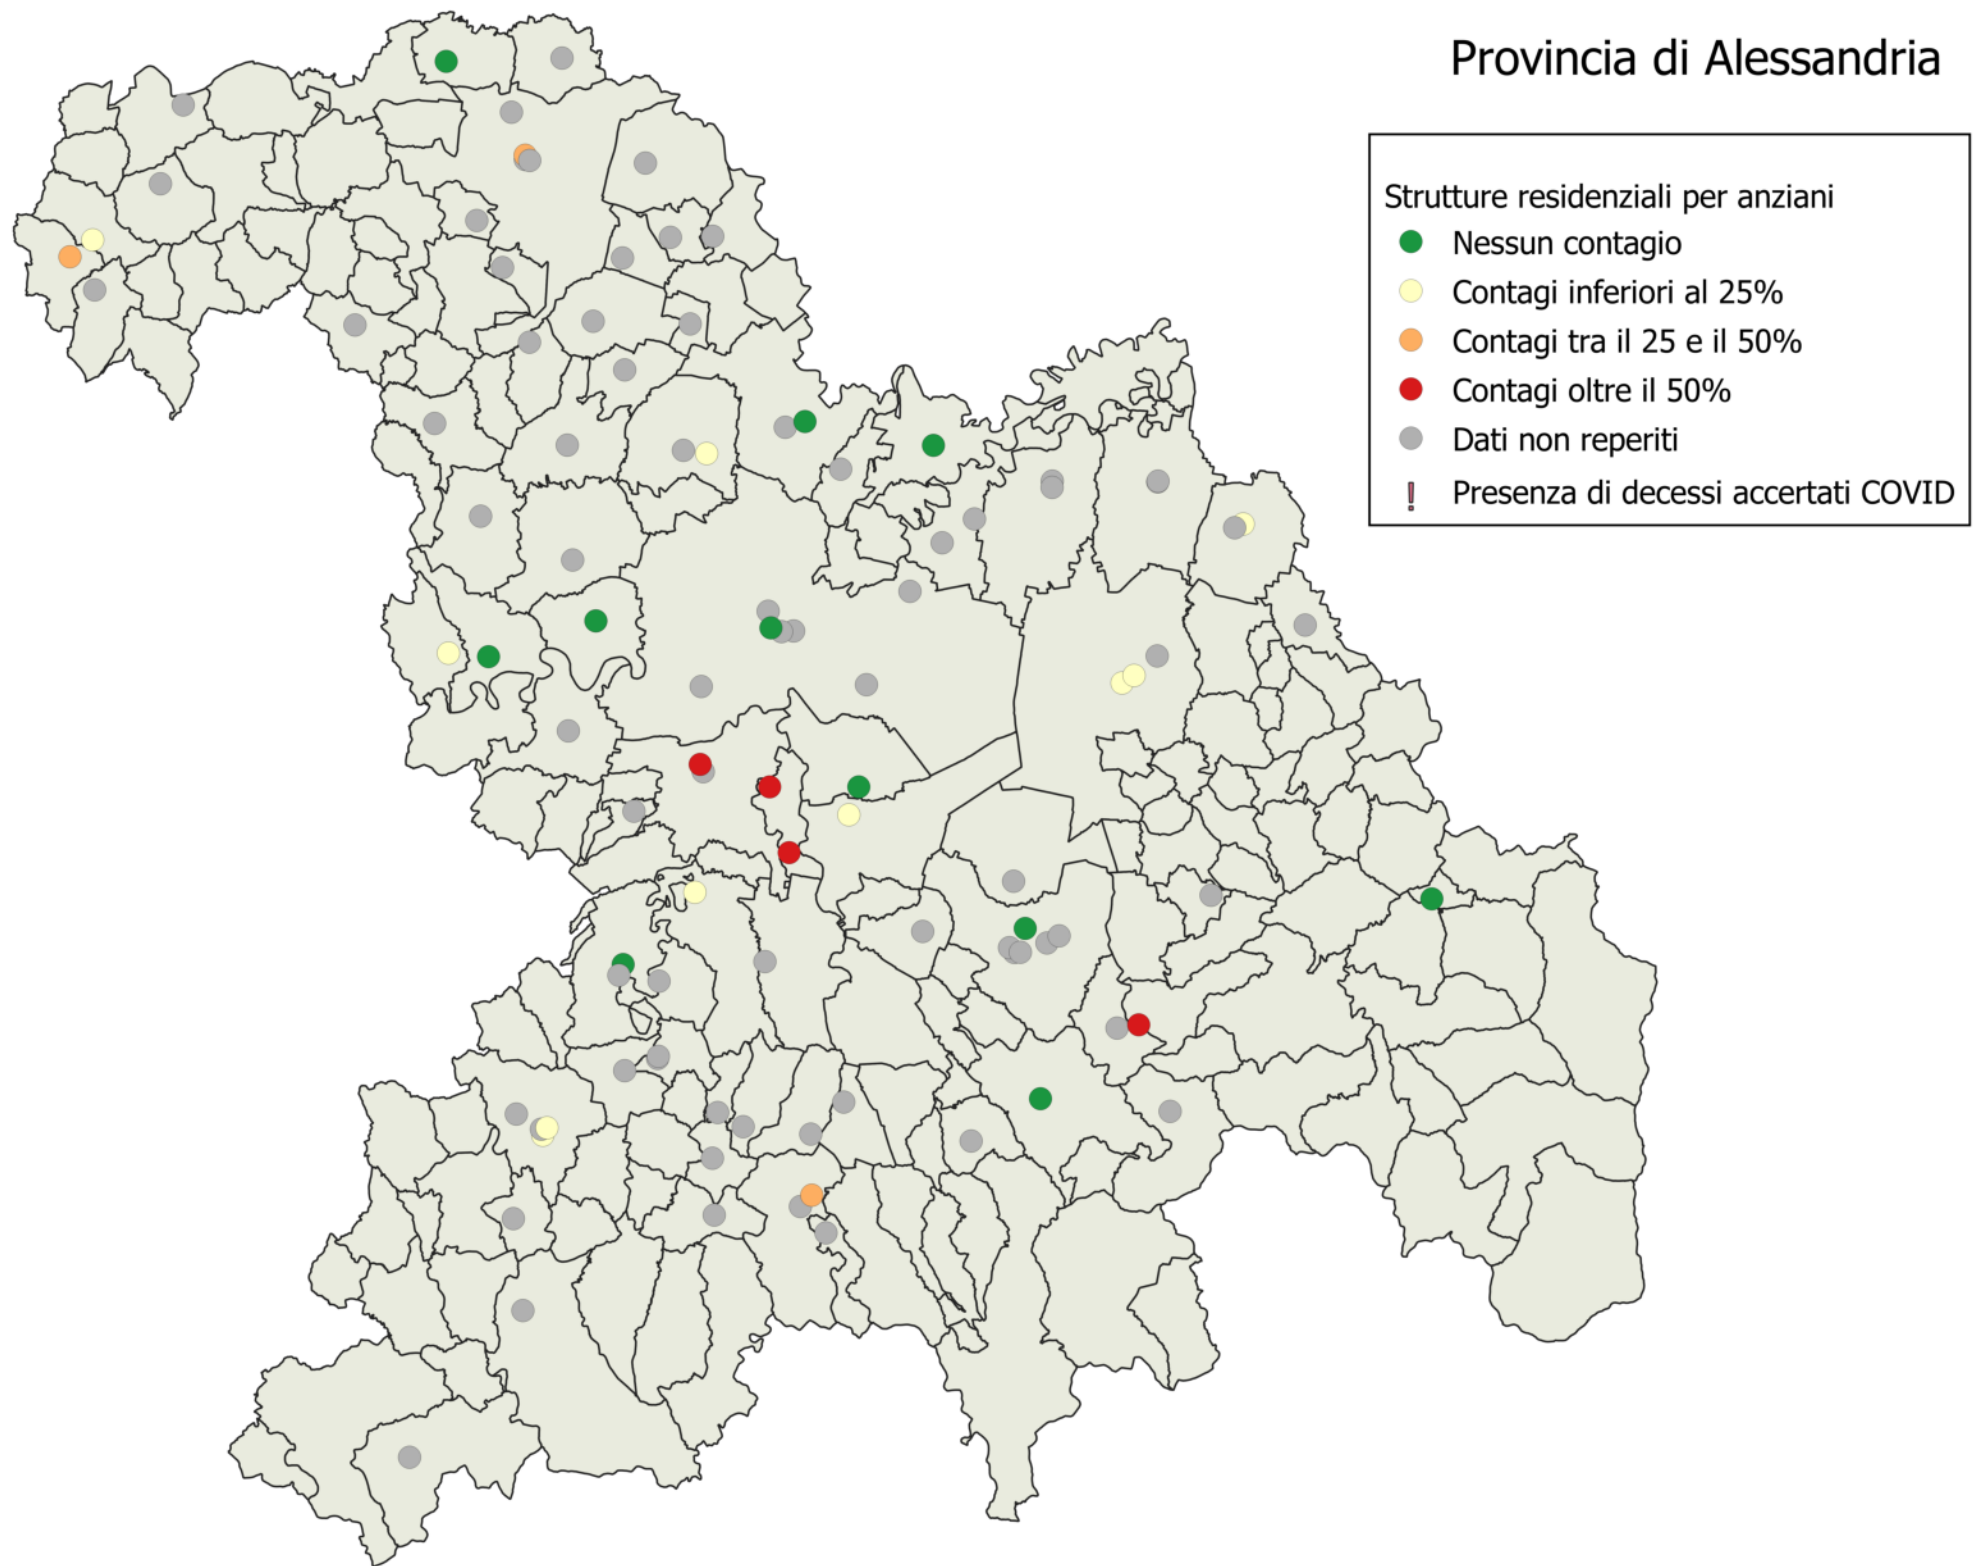 Provincia di Alessandria
Strutture residenziali per anziani
Nessun contagio
Contagi inferiori al 25%
Contagi tra il 25 e il 50%
Contagi oltre il 50%
Dati non reperiti
! Presenza di decessi accertati COVID